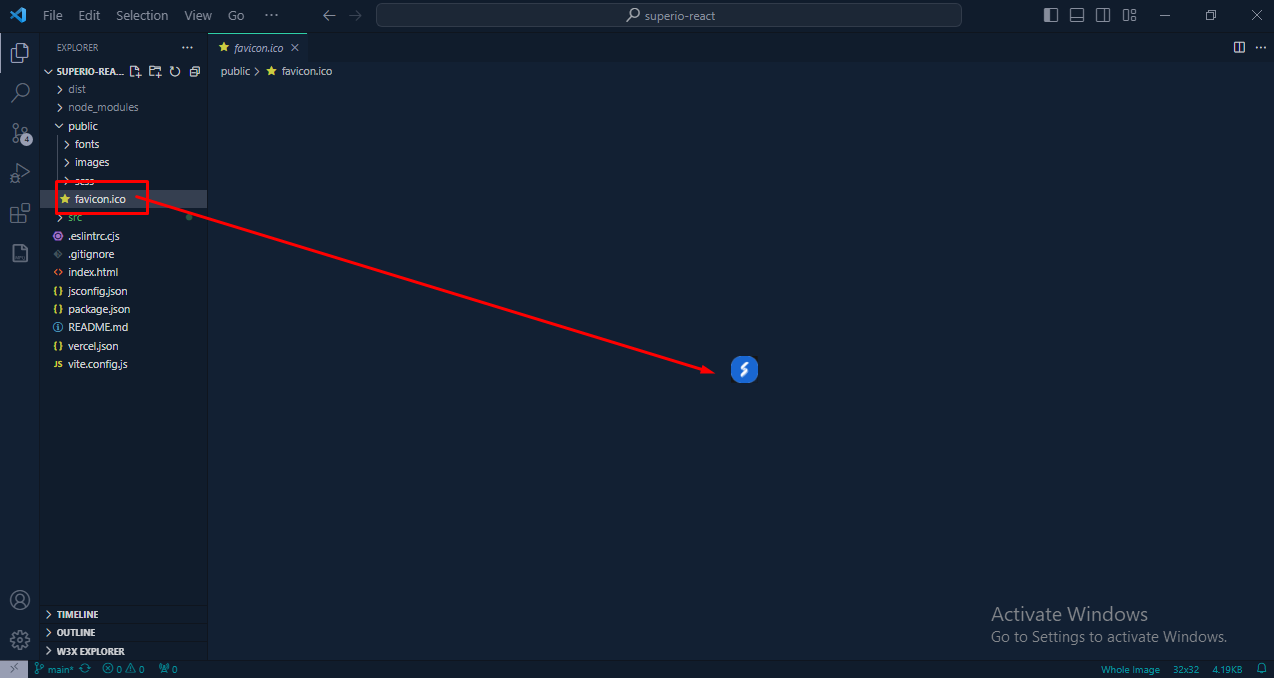 File Edit Selection View Go ···
superio-react
EXPLORER ···
favicon.ico
SUPERIO-REA...
public > favicon.ico
dist
node_modules
public
fonts
images
scss
favicon.ico
src
.eslintrc.cjs
.gitignore
<> index.html
{} jsconfig.json
{} package.json
README.md
{} vercel.json
JS vite.config.js
4
Activate Windows
Go to Settings to activate Windows.
TIMELINE
OUTLINE
W3X EXPLORER
main* 0 0 0
Whole Image 32x32 4.19KB